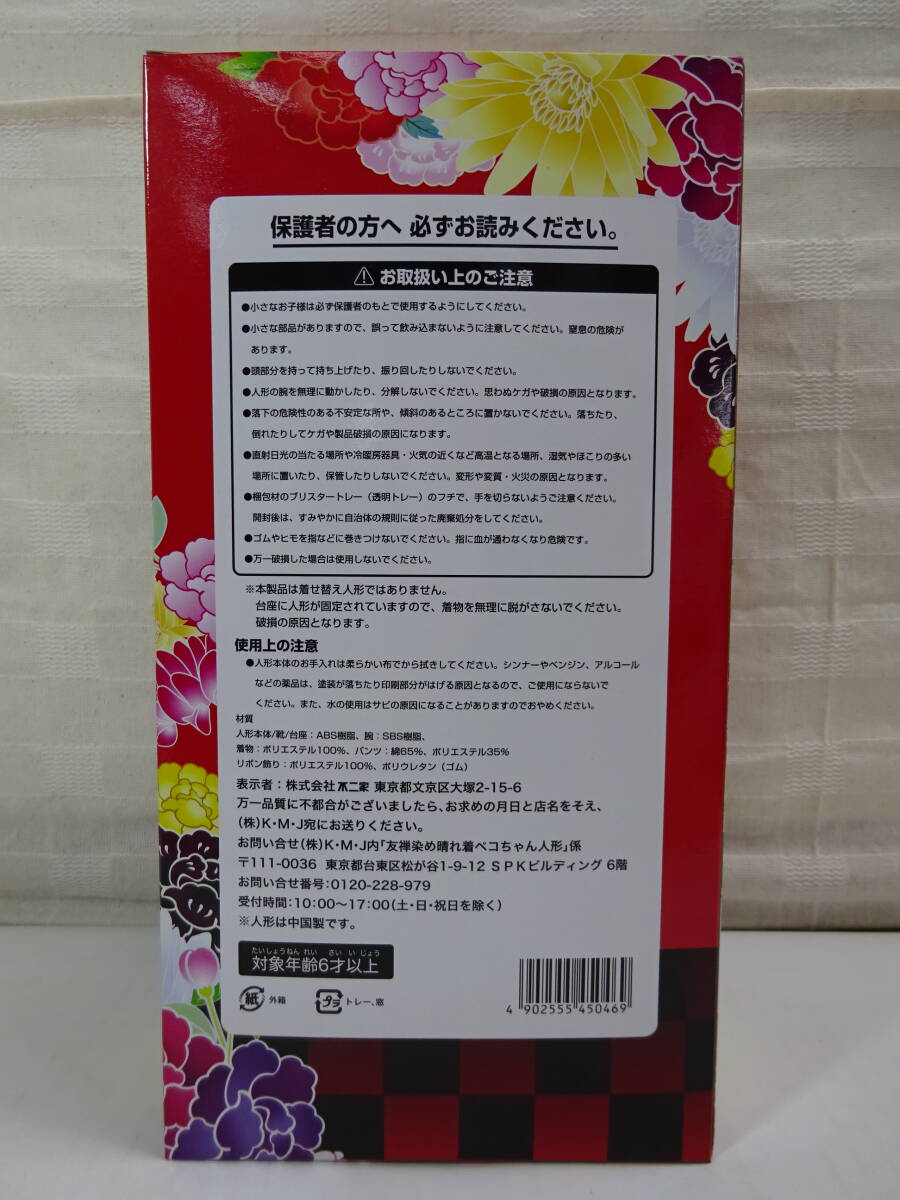 保護者の方へ 必ずお読みください。
お取扱い上のご注意
●小さなお子様は必ず保護者のもとで使用するようにしてください。
●小さな部品がありますので、誤って飲み込まないように注意してください。窒息の危険が
あります。
●頭部分を持って持ち上げたり、振り回したりしないでください。
●人形の腕を無理に動かしたり、分解しないでください。思わぬケガや破損の原因となります。
●落下の危険性のある不安定な所や、傾斜のあるところに置かないでください。落ちたり、
倒れたりしてケガや製品破損の原因になります。
●直射日光の当たる場所や冷暖房器具・火気の近くなど高温となる場所、湿気やほこりの多い
場所に置いたり、保管したりしないでください。変形や変質・火災の原因となります。
●梱包材のブリスタートレー（透明トレー）のフチで、手を切らないようご注意ください。
開封後は、すみやかに自治体の規則に従った廃棄処分をしてください。
●ゴムやヒモを指などに巻きつけないでください。指に血が通わなくなり危険です。
●万一破損した場合は使用しないでください。
※本製品は着せ替え人形ではありません。
台座に人形が固定されていますので、着物を無理に脱がさないでください。
破損の原因となります。
使用上の注意
●人形本体のお手入れは柔らかい布でから拭きしてください。シンナーやベンジン、アルコール
などの薬品は、塗装が落ちたり印刷部分がはげる原因となるので、ご使用にならないで
ください。また、水の使用はサビの原因になることがありますのでおやめください。
材質
人形本体/靴/台座：ABS樹脂、腕：SBS樹脂、
着物：ポリエステル100%、パンツ：綿65%、ポリエステル35%
リボン飾り：ポリエステル100%、ポリウレタン（ゴム）
表示者：株式会社不二家 東京都文京区大塚2-15-6
万一品質に不都合がございましたら、お求めの月日と店名をそえ、
(株)K・M・J宛にお送りください。
お問い合せ(株)K・M・J内「友禅染め晴れ着ペコちゃん人形」係
〒111-0036 東京都台東区松が谷1-9-12 SPKビルディング 6階
お問い合せ番号：0120-228-979
受付時間：10:00〜17:00(土・日・祝日を除く)
※人形は中国製です。
たいしょうねん れい さい い じょう
対象年齢6才以上
紙 外箱 プラ トレー、窓
4 902555 450469